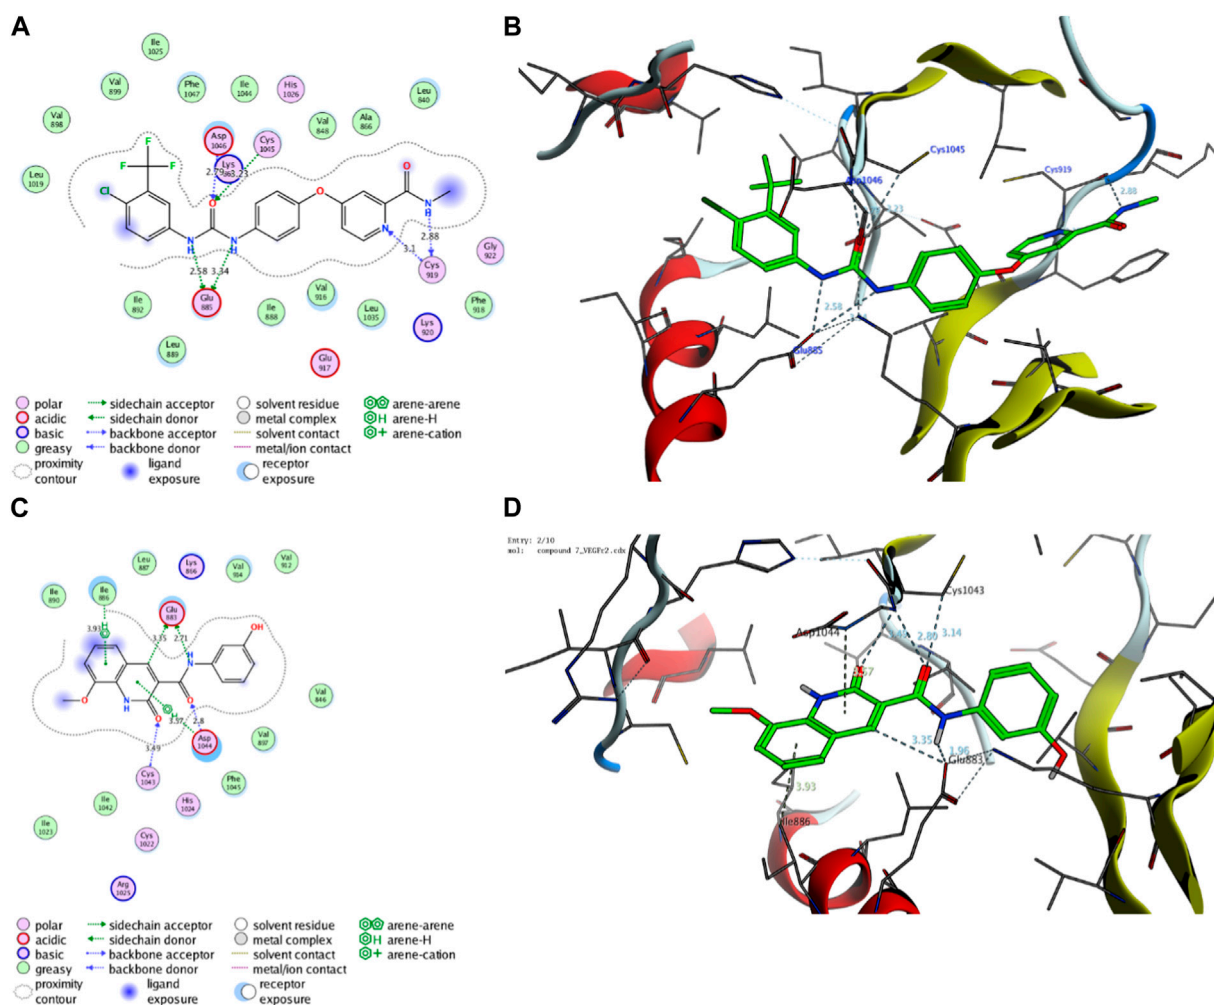 A
Ile 1025
Val 899
Phe 1047
Ile 1044
His 1026
Leu 840
Val 898
Asp 1046
Cys 1045
Val 848
Ala 866
Lys
Leu 1019
F
F
F
Cl
2.79
3.23
O
O
O
N
H
N
H
N
NH
2.58
3.34
3.1
2.88
Glu 885
Cys 919
Gly 922
Ile 892
Ile 888
Val 916
Leu 1035
Phe 918
Leu 889
Lys 920
Glu 917
polar
acidic
basic
greasy
proximity contour
sidechain acceptor
sidechain donor
backbone acceptor
backbone donor
ligand exposure
solvent residue
metal complex
solvent contact
metal/ion contact
receptor exposure
arene-arene
H arene-H
+ arene-cation
B
Cys1045
Cys919
2.88
3.23
2.58
Glu885
C
Leu 887
Lys 866
Val 914
Val 912
Ile 890
Ile 886
Glu 883
3.93
H
3.35
2.71
OH
NH
O
O
NH
O
H
3.57
2.8
3.49
Val 846
Val 897
Asp 1044
Cys 1043
Phe 1045
Ile 1042
His 1024
Ile 1023
Cys 1022
Arg 1025
polar
acidic
basic
greasy
proximity contour
sidechain acceptor
sidechain donor
backbone acceptor
backbone donor
ligand exposure
solvent residue
metal complex
solvent contact
metal/ion contact
receptor exposure
arene-arene
H arene-H
+ arene-cation
D
Entry: 2/10
mol: compound 7_VEGFr2.cdx
Cys1043
Asp1044
2.80
3.14
3.57
3.35
1.96
Glu883
3.93
Ile886